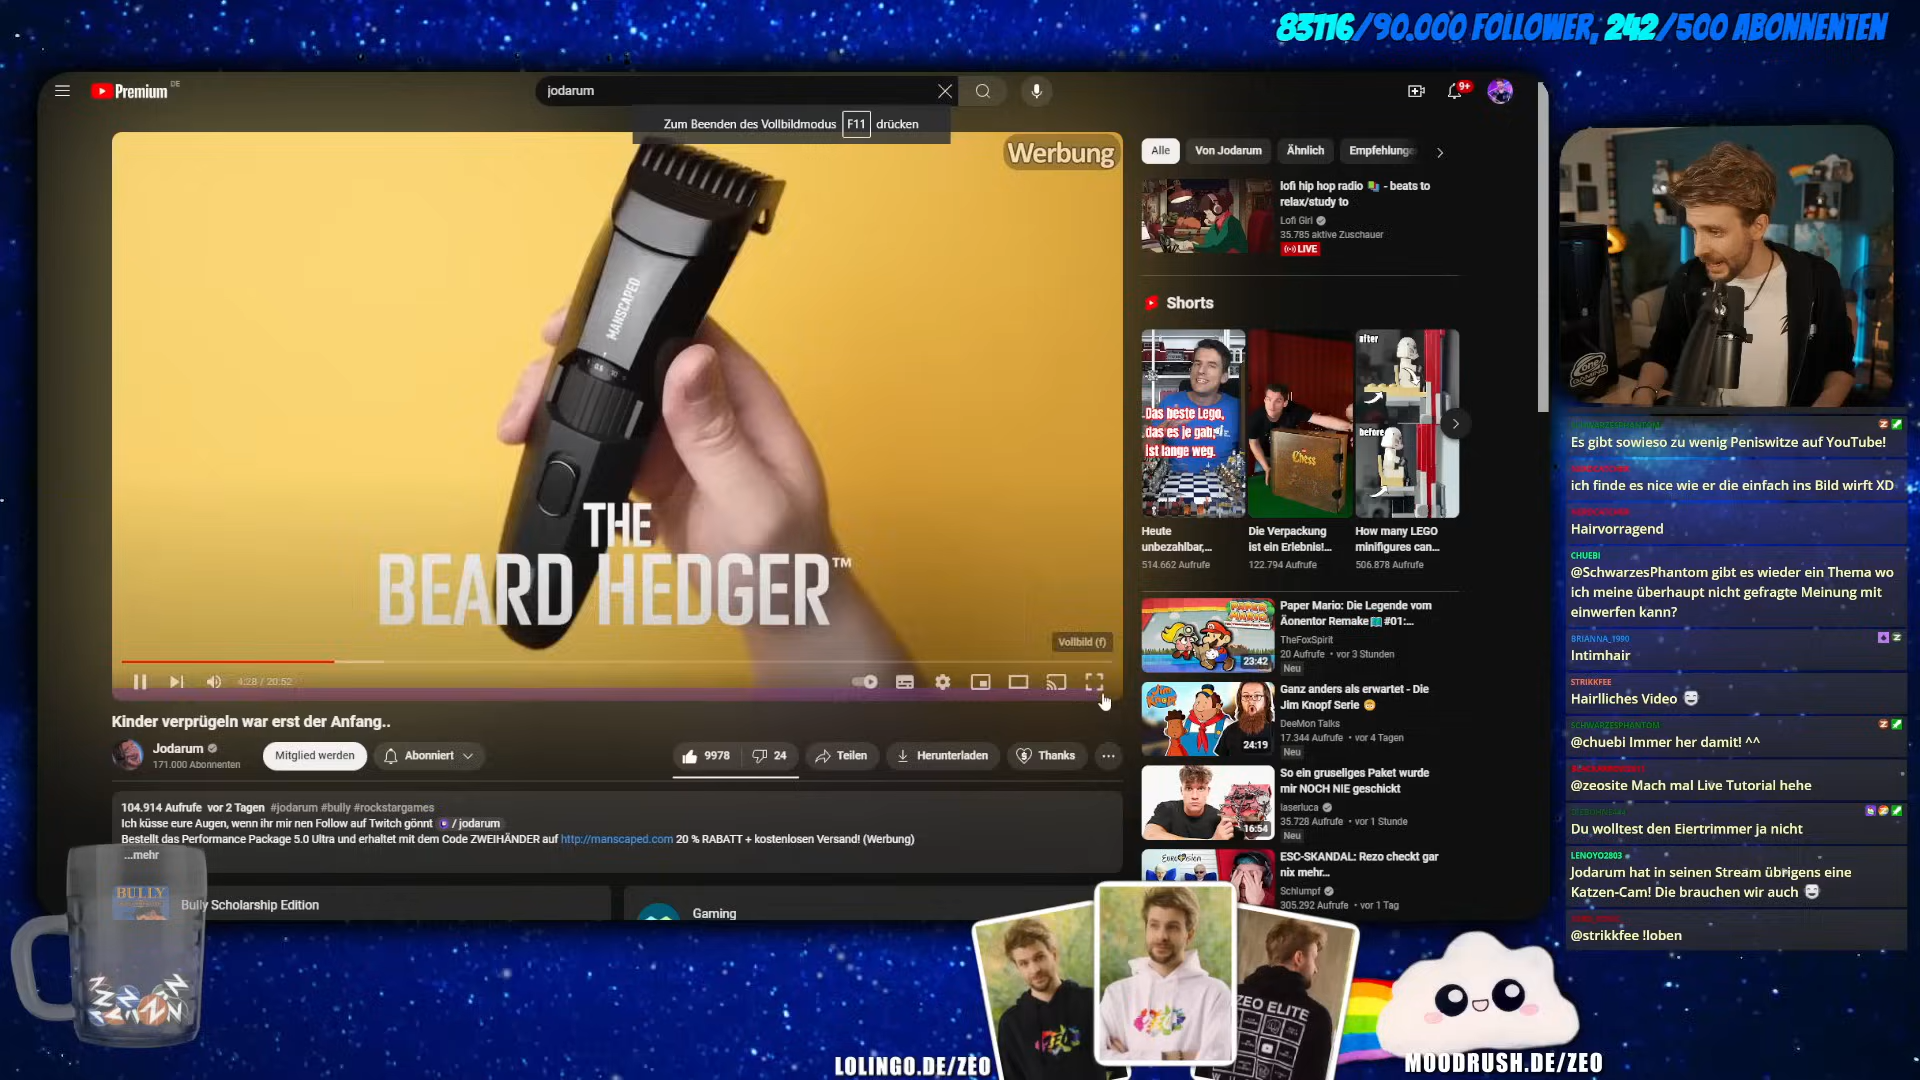 83116/90.000 FOLLOWER, 242/500 ABONNENTEN
Premium DE
jodarum
9+
Zum Beenden des Vollbildmodus F11 drücken
Werbung
MANSCAPED
THE
BEARD HEDGER™
Vollbild (f)
4:28 / 20:52
Kinder verprügeln war erst der Anfang..
Jodarum
171.000 Abonnenten
Mitglied werden
Abonniert
9978
24
Teilen
Herunterladen
Thanks
104.914 Aufrufe vor 2 Tagen #jodarum #bully #rockstargames
Ich küsse eure Augen, wenn ihr mir nen Follow auf Twitch gönnt / jodarum
Bestellt das Performance Package 5.0 Ultra und erhaltet mit dem Code ZWEIHÄNDER auf http://manscaped.com 20 % RABATT + kostenlosen Versand! (Werbung)
...mehr
BULLY
Bully Scholarship Edition
Gaming
Alle
Von Jodarum
Ähnlich
Empfehlung
lofi hip hop radio - beats to
relax/study to
Lofi Girl
35.785 aktive Zuschauer
LIVE
Shorts
Das beste Lego,
das es je gab,
ist lange weg.
Chess
after
before
Heute
unbezahlbar,...
514.662 Aufrufe
Die Verpackung
ist ein Erlebnis!...
122.794 Aufrufe
How many LEGO
minifigures can...
506.878 Aufrufe
PAPER MARIO
23:42
Paper Mario: Die Legende vom
Äonentor Remake #01:...
TheFoxSpirit
20 Aufrufe • vor 3 Stunden
Neu
Jim Knopf
24:19
Ganz anders als erwartet - Die
Jim Knopf Serie
DeeMon Talks
17.344 Aufrufe • vor 4 Tagen
Neu
16:54
So ein gruseliges Paket wurde
mir NOCH NIE geschickt
laserluca
35.728 Aufrufe • vor 1 Stunde
Neu
ESC-SKANDAL: Rezo checkt gar
nix mehr...
Schlumpf
305.292 Aufrufe • vor 1 Tag
SCHWARZESPHANTOM
Es gibt sowieso zu wenig Peniswitze auf YouTube!
ich finde es nice wie er die einfach ins Bild wirft XD
Hairvorragend
CHUEBI
@SchwarzesPhantom gibt es wieder ein Thema wo
ich meine überhaupt nicht gefragte Meinung mit
einwerfen kann?
BRIANNA_1990
Intimhair
STRIKKFEE
Hairlliches Video
SCHWARZESPHANTOM
@chuebi Immer her damit! ^^
@zeosite Mach mal Live Tutorial hehe
Du wolltest den Eiertrimmer ja nicht
LENOYO2803
Jodarum hat in seinen Stream übrigens eine
Katzen-Cam! Die brauchen wir auch
@strikkfee !loben
ZEO ELITE
LOLINGO.DE/ZEO
MOODRUSH.DE/ZEO